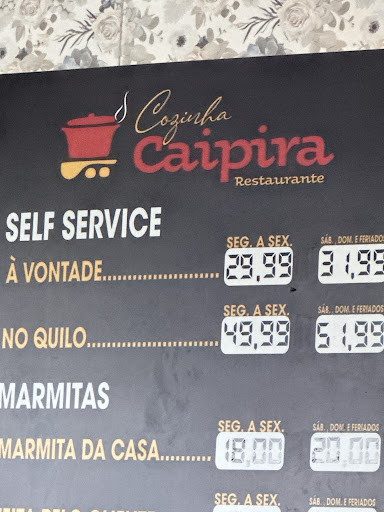 Cozinha
Caipira
Restaurante
SELF SERVICE
SEG. A SEX. SÁB., DOM. E FERIADOS
À VONTADE....................... 29,99 31,99
SEG. A SEX. SÁB., DOM. E FERIADOS
NO QUILO.......................... 49,99 51,99
MARMITAS
SEG. A SEX. SÁB., DOM. E FERIADOS
MARMITA DA CASA........... 18,00
SEG. A SEX. SÁB., DOM. E FERIADOS